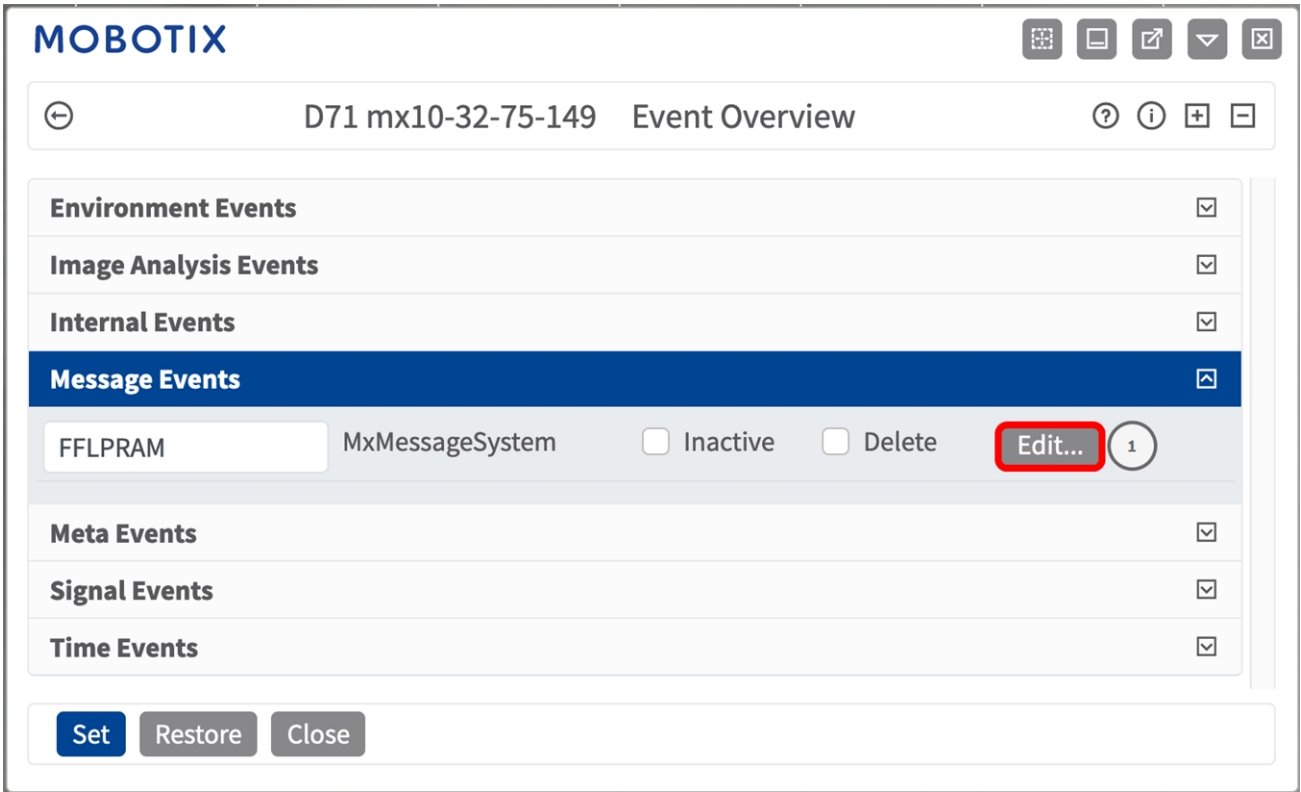 MOBOTIX
D71 mx10-32-75-149 Event Overview
Environment Events
Image Analysis Events
Internal Events
Message Events
FFLPRAM MxMessageSystem Inactive Delete Edit... 1
Meta Events
Signal Events
Time Events
Set Restore Close